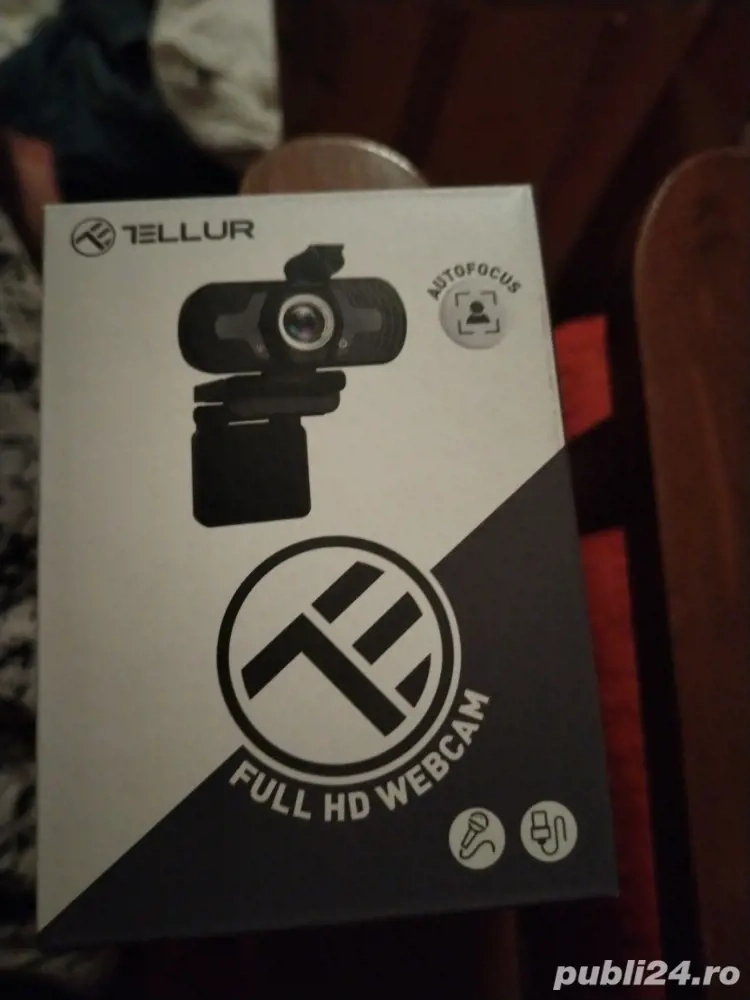 TELLUR
AUTOFOCUS
FULL HD WEBCAM
publi24.ro